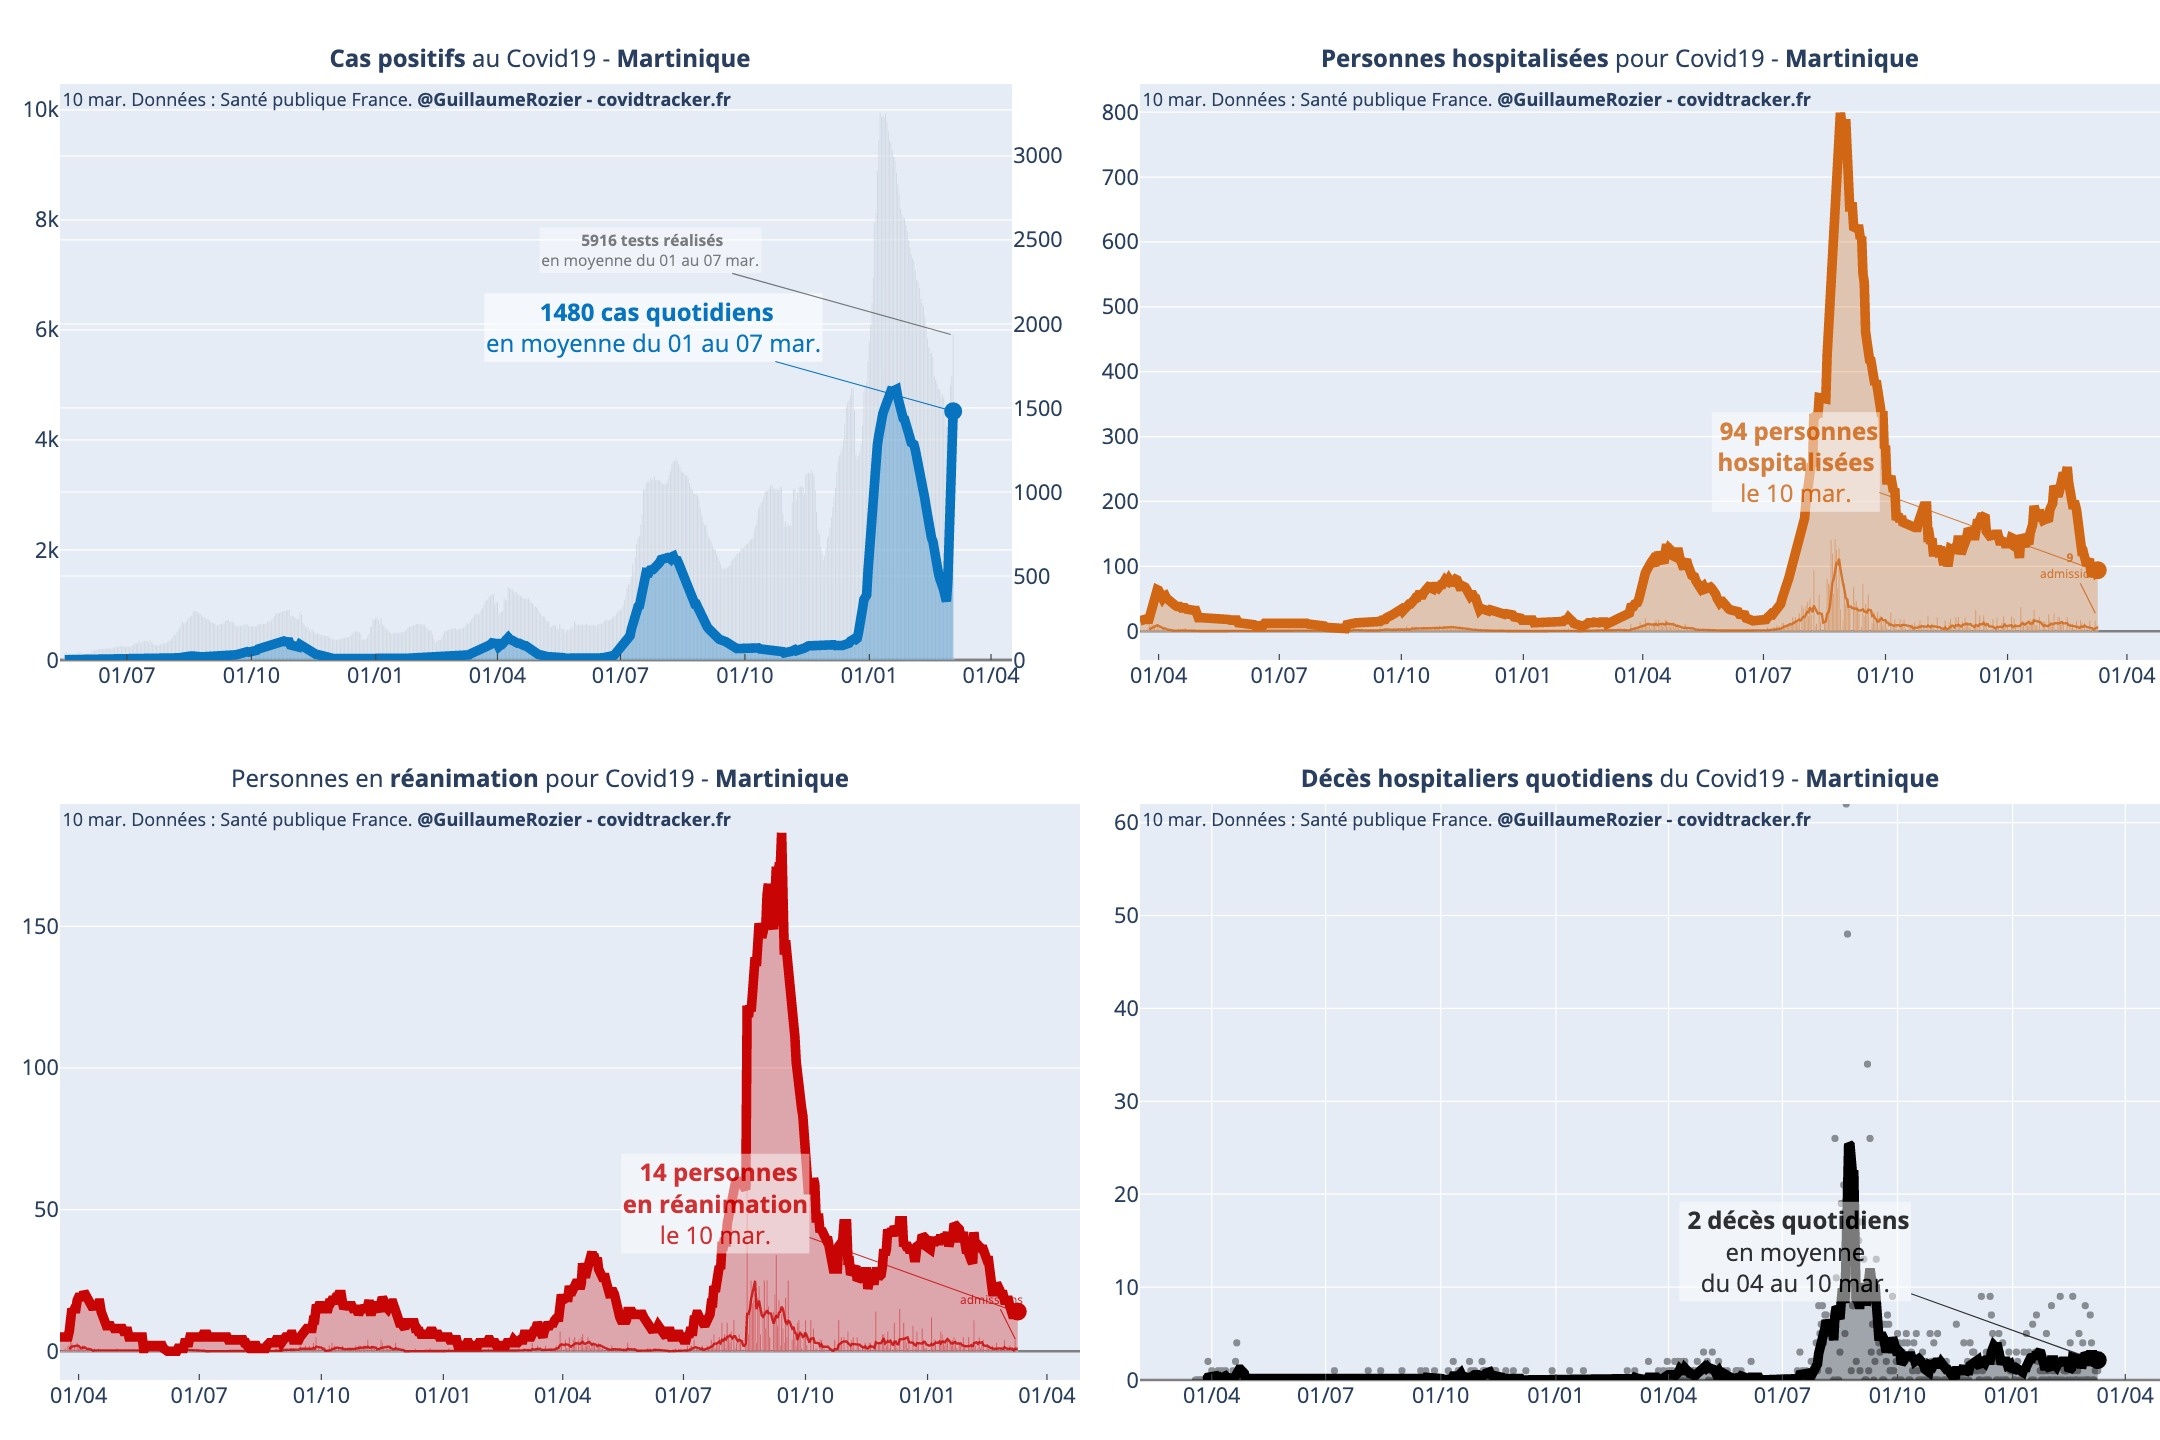 Cas positifs au Covid19 - Martinique
10 mar. Données : Santé publique France. @GuillaumeRozier - covidtracker.fr
10k
8k
6k
4k
2k
0
3000
2500
2000
1500
1000
500
0
5916 tests réalisés
en moyenne du 01 au 07 mar.
1480 cas quotidiens
en moyenne du 01 au 07 mar.
01/07 01/10 01/01 01/04 01/07 01/10 01/01 01/04
Personnes hospitalisées pour Covid19 - Martinique
10 mar. Données : Santé publique France. @GuillaumeRozier - covidtracker.fr
800
700
600
500
400
300
200
100
0
94 personnes
hospitalisées
le 10 mar.
9
01/04 01/07 01/10 01/01 01/04 01/07 01/10 01/01 01/04
Personnes en réanimation pour Covid19 - Martinique
10 mar. Données : Santé publique France. @GuillaumeRozier - covidtracker.fr
150
100
50
0
14 personnes
en réanimation
le 10 mar.
admissions
01/04 01/07 01/10 01/01 01/04 01/07 01/10 01/01 01/04
Décès hospitaliers quotidiens du Covid19 - Martinique
10 mar. Données : Santé publique France. @GuillaumeRozier - covidtracker.fr
60
50
40
30
20
10
0
2 décès quotidiens
en moyenne
du 04 au 10 mar.
01/04 01/07 01/10 01/01 01/04 01/07 01/10 01/01 01/04